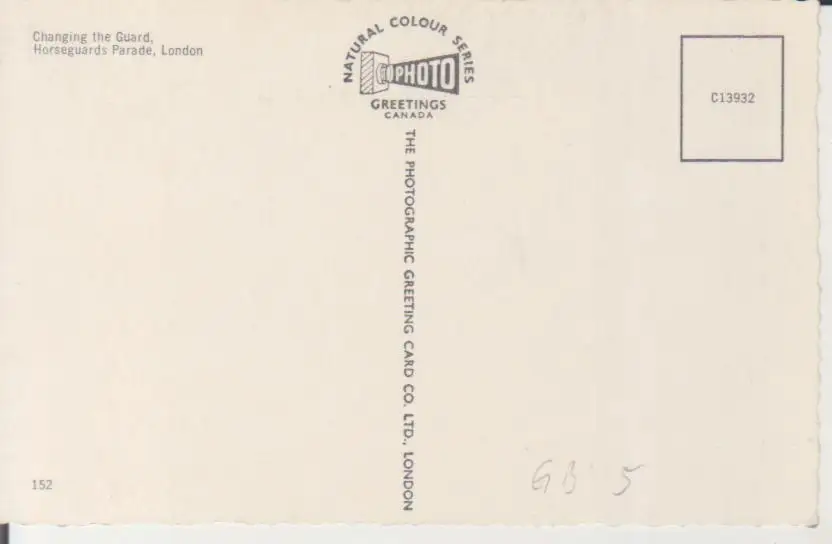 Changing the Guard,
Horseguards Parade, London
NATURAL COLOUR SERIES
PHOTO
GREETINGS
CANADA
THE PHOTOGRAPHIC GREETING CARD CO. LTD., LONDON
C13932
152
GB 5